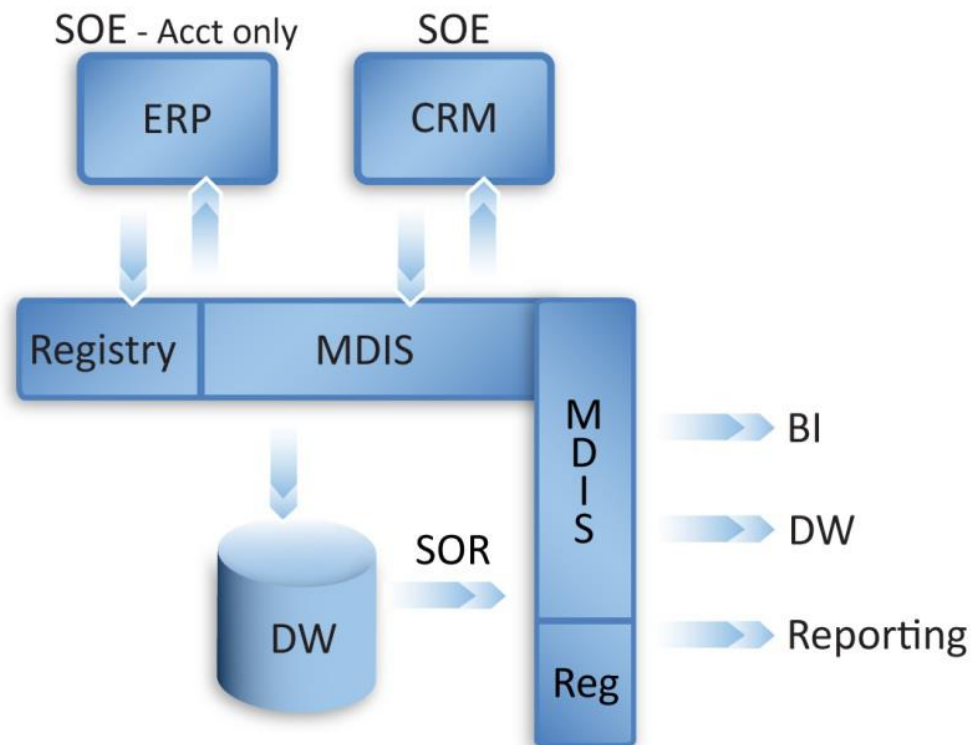 SOE - Acct only
SOE
ERP
CRM
Registry
MDIS
M
D
I
S
BI
DW
SOR
DW
Reporting
Reg